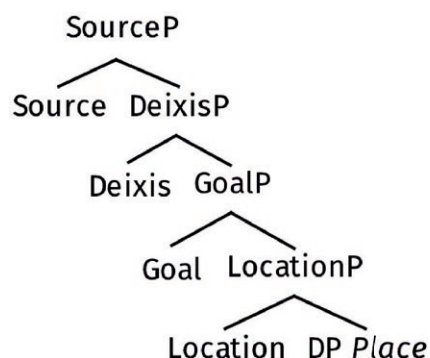 SourceP
Source DeixisP
Deixis GoalP
Goal LocationP
Location DP Place